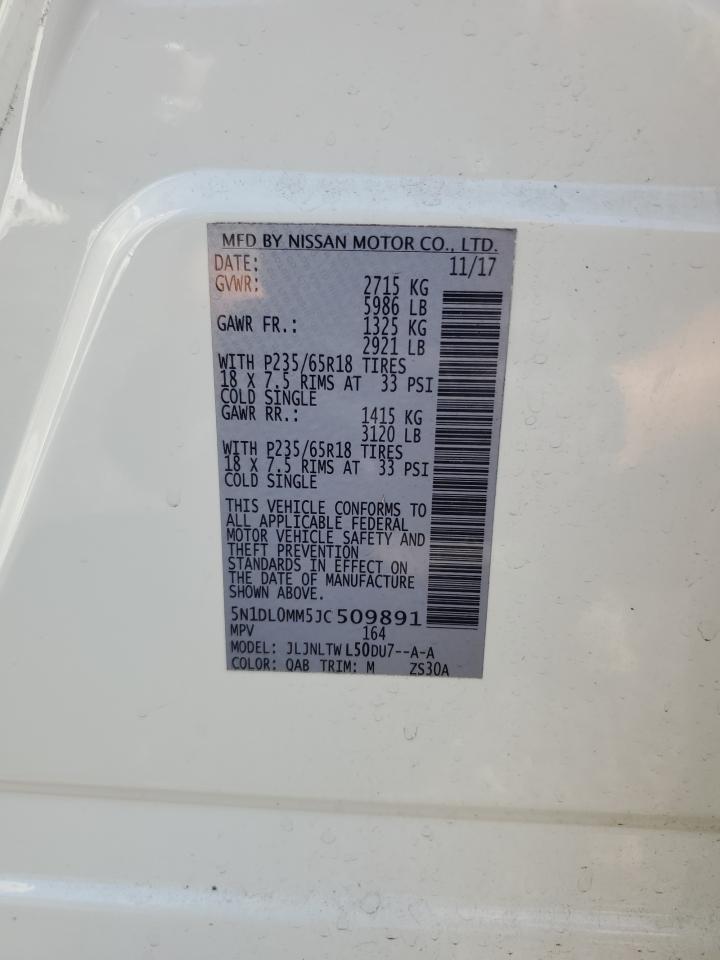 MFD BY NISSAN MOTOR CO., LTD.
DATE: 11/17
GVWR: 2715 KG
5986 LB
GAWR FR.: 1325 KG
2921 LB
WITH P235/65R18 TIRES
18 X 7.5 RIMS AT 33 PSI
COLD SINGLE
GAWR RR.: 1415 KG
3120 LB
WITH P235/65R18 TIRES
18 X 7.5 RIMS AT 33 PSI
COLD SINGLE
THIS VEHICLE CONFORMS TO
ALL APPLICABLE FEDERAL
MOTOR VEHICLE SAFETY AND
THEFT PREVENTION
STANDARDS IN EFFECT ON
THE DATE OF MANUFACTURE
SHOWN ABOVE.
5N1DL0MM5JC509891
MPV 164
MODEL: JLJNLTWL50DU7--A-A
COLOR: QAB TRIM: M ZS30A